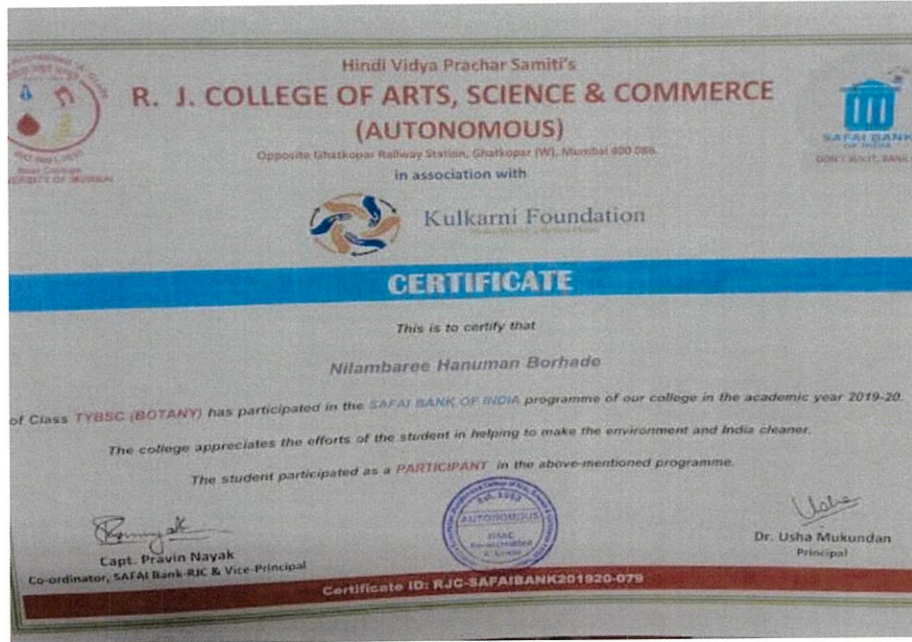 Hindi Vidya Prachar Samiti's
R. J. COLLEGE OF ARTS, SCIENCE & COMMERCE
(AUTONOMOUS)
Opposite Ghatkopar Railway Station, Ghatkopar (W), Mumbai 400 086.
in association with
Kulkarni Foundation
SAFAI BANK
OF INDIA
CERTIFICATE
This is to certify that
Nilambaree Hanuman Borhade
of Class TYBSC (BOTANY) has participated in the SAFAI BANK OF INDIA programme of our college in the academic year 2019-20.
The college appreciates the efforts of the student in helping to make the environment and India cleaner.
The student participated as a PARTICIPANT in the above-mentioned programme.
AUTONOMOUS
Usha
Capt. Pravin Nayak
Co-ordinator, SAFAI Bank-RJC & Vice-Principal
Dr. Usha Mukundan
Principal
Certificate ID: RJC-SAFAIBANK201920-079